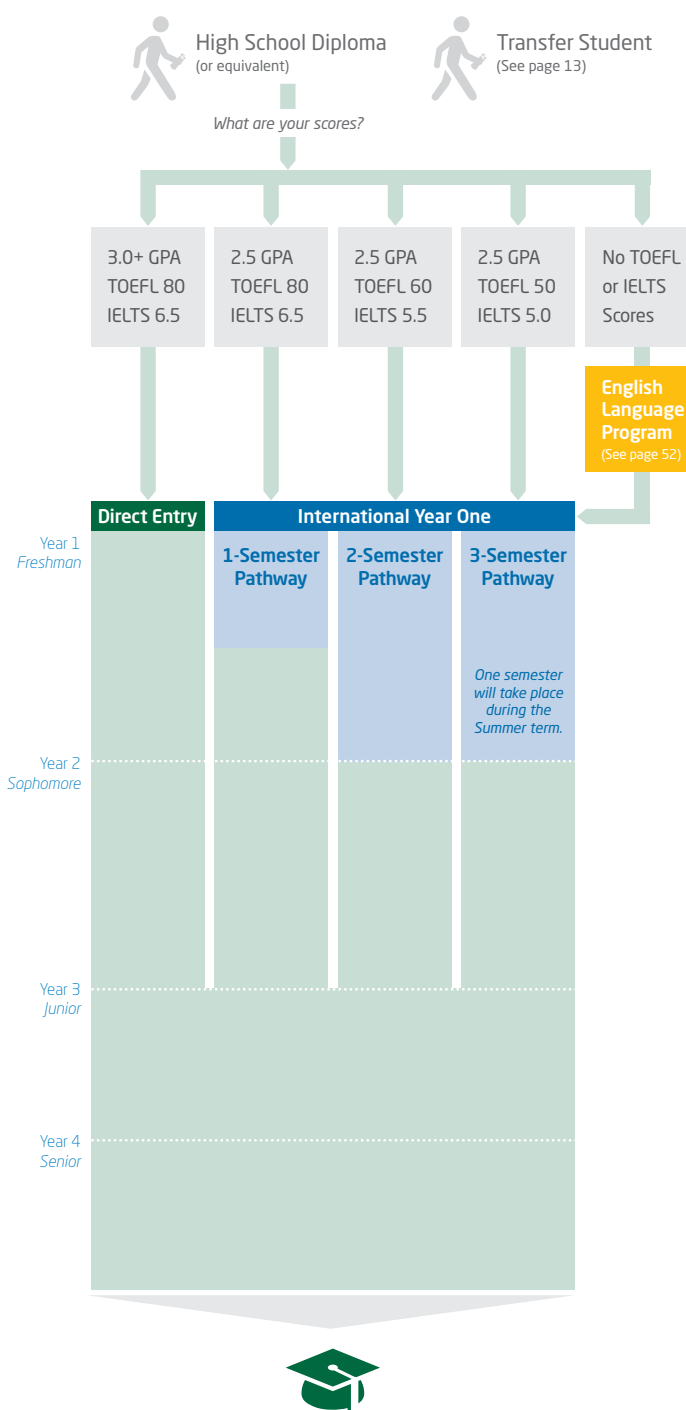 High School Diploma
(or equivalent)
Transfer Student
(See page 13)
What are your scores?
3.0+ GPA
TOEFL 80
IELTS 6.5
2.5 GPA
TOEFL 80
IELTS 6.5
2.5 GPA
TOEFL 60
IELTS 5.5
2.5 GPA
TOEFL 50
IELTS 5.0
No TOEFL
or IELTS
Scores
English
Language
Program
(See page 52)
Direct Entry
International Year One
Year 1
Freshman
1-Semester
Pathway
2-Semester
Pathway
3-Semester
Pathway
One semester
will take place
during the
Summer term.
Year 2
Sophomore
Year 3
Junior
Year 4
Senior